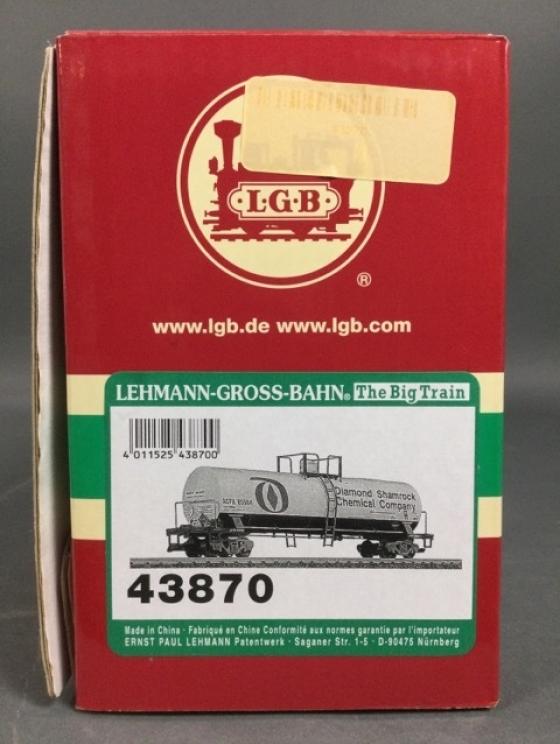 L·G·B
®
www.lgb.de www.lgb.com
LEHMANN-GROSS-BAHN® The Big Train
4 011525 438700
Diamond Shamrock
Chemical Company
43870
Made in China · Fabriqué en Chine Conformité aux normes garantie par l'importateur
ERNST PAUL LEHMANN Patentwerk · Saganer Str. 1-5 · D-90475 Nürnberg